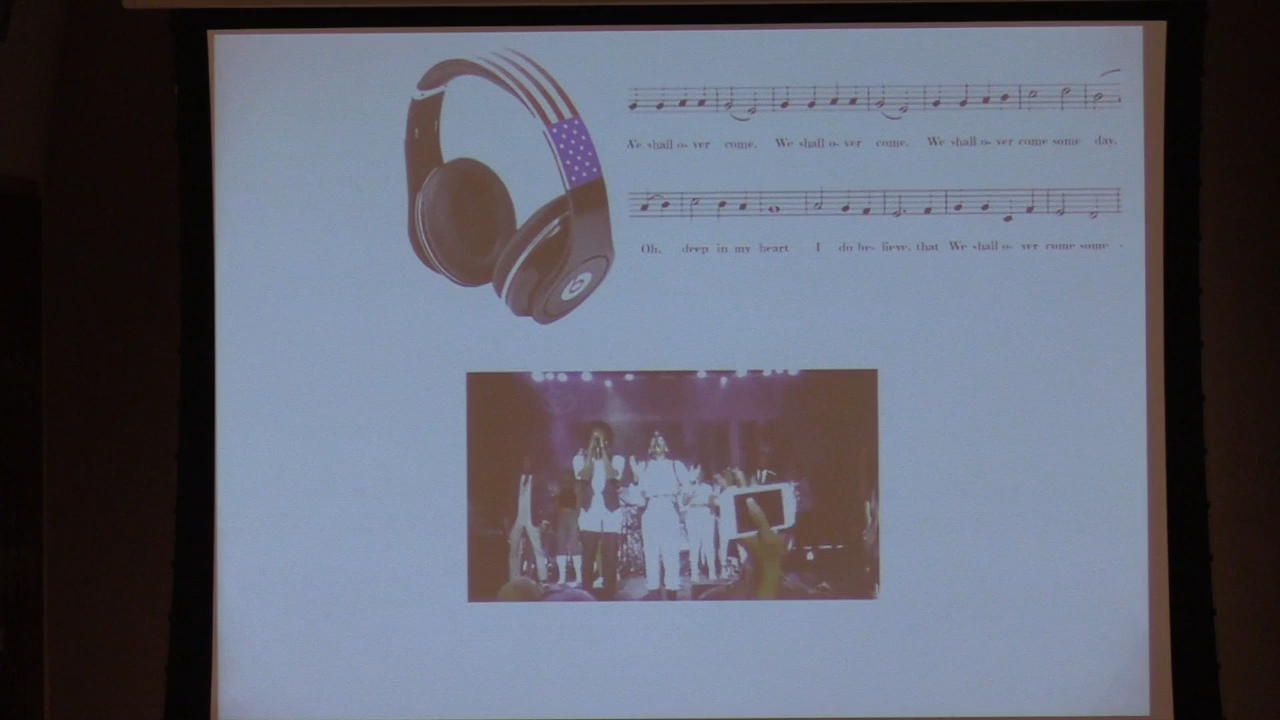 We shall o- ver come. We shall o- ver come. We shall o- ver come some day.
Oh, deep in my heart I do be- lieve, that We shall o- ver come some -
b